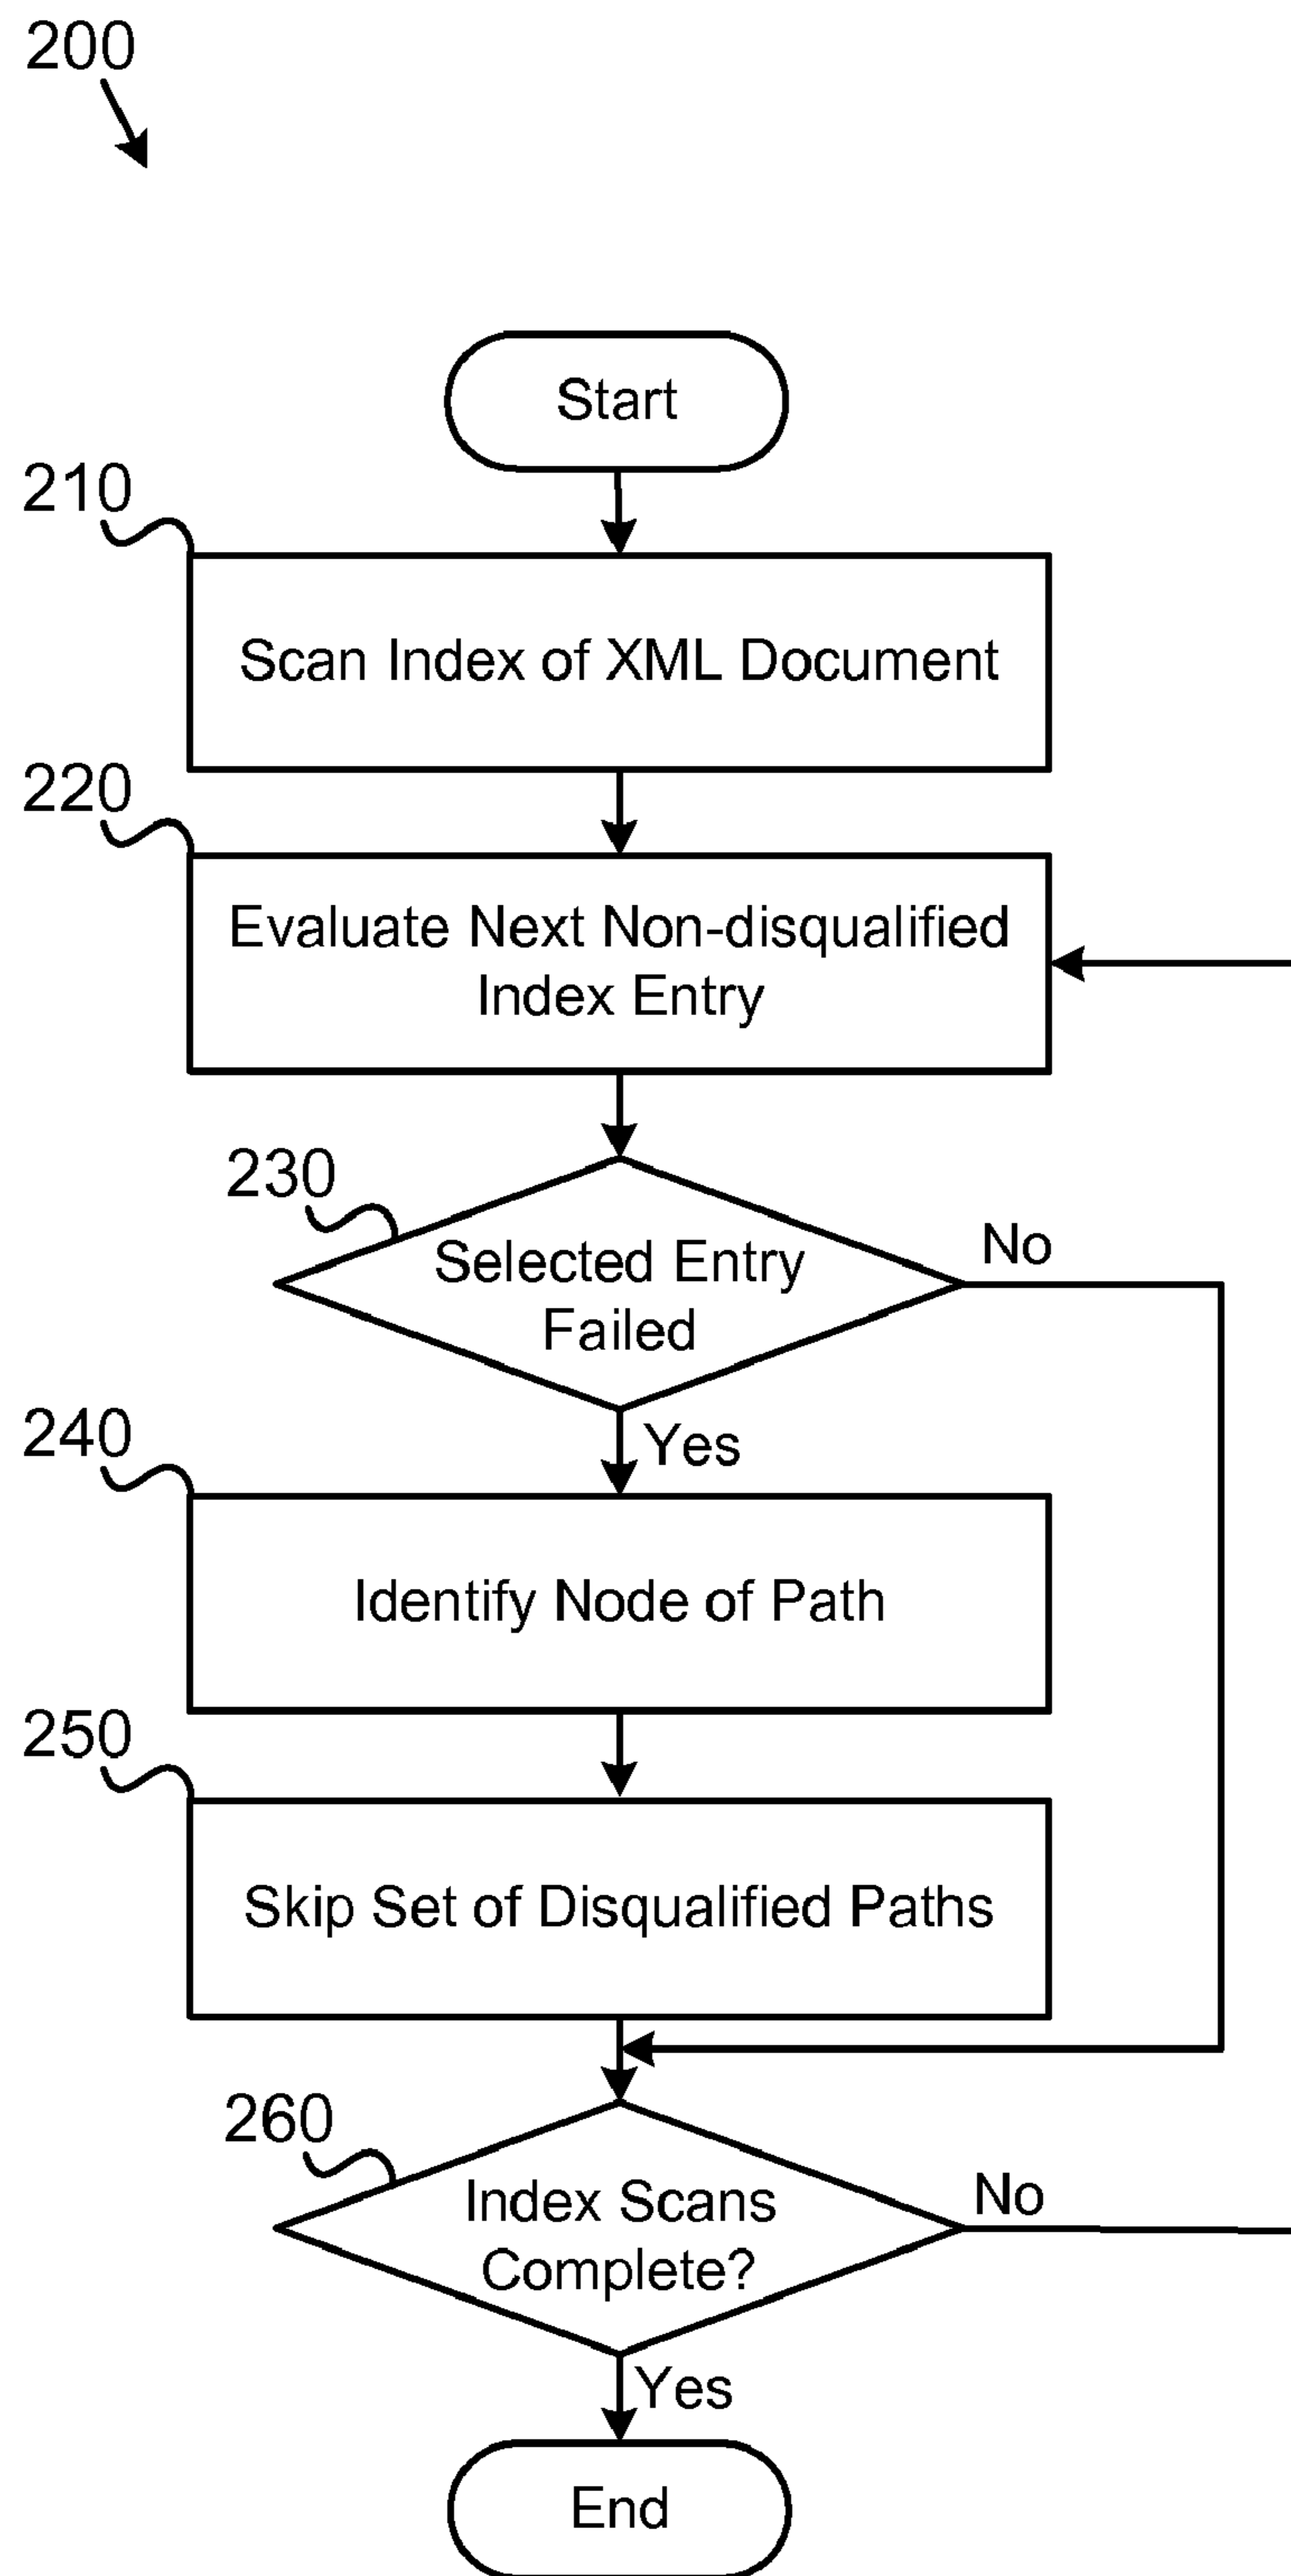 200
Start
210
Scan Index of XML Document
220
Evaluate Next Non-disqualified
Index Entry
230
Selected Entry
Failed
No
Yes
240
Identify Node of Path
250
Skip Set of Disqualified Paths
260
Index Scans
Complete?
No
Yes
End